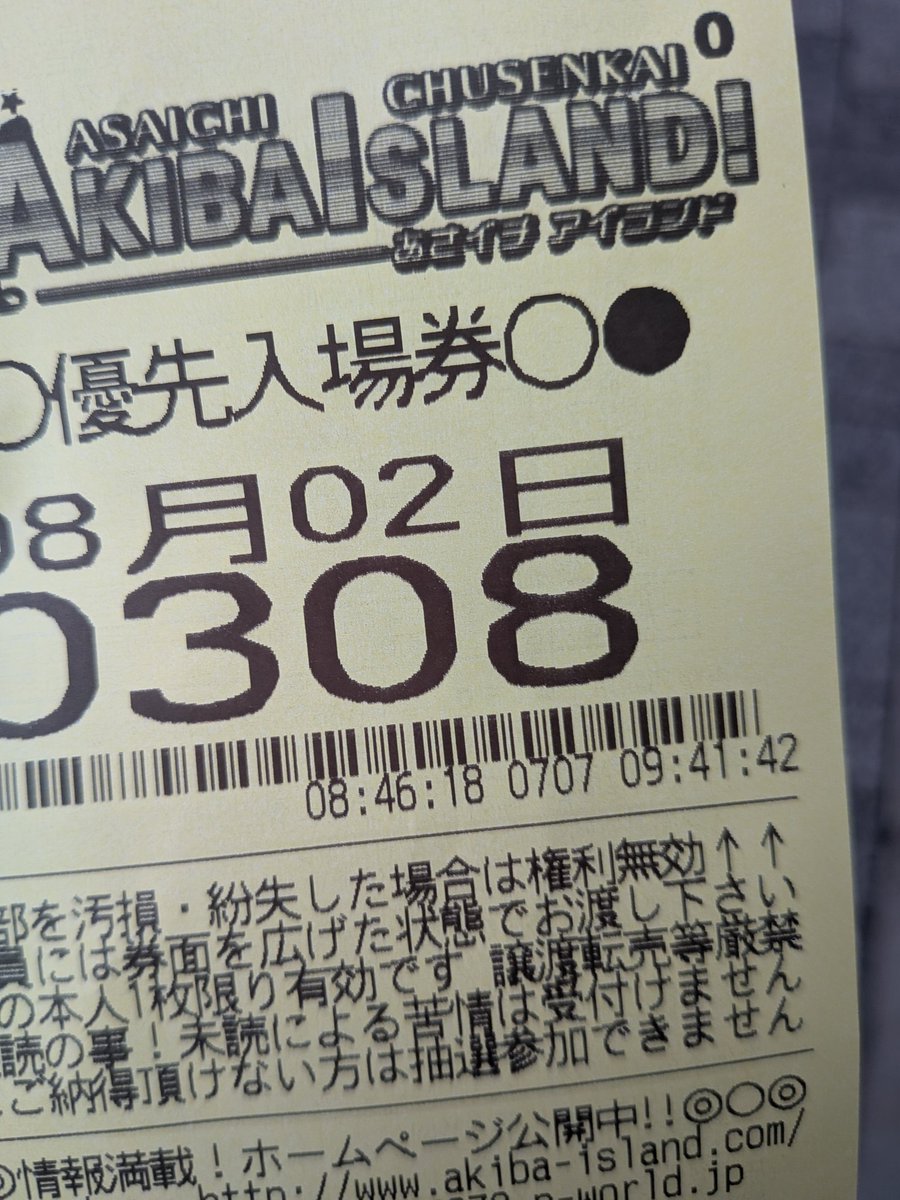 0
ASAICHI CHUSENKAI
AKIBA ISLAND!
あさイチ アイランド
○優先入場券○●
08月02日
0308
08:46:18 0707 09:41:42
部を汚損・紛失した場合は権利無効↑↑
員には券面を広げた状態でお渡し下さい
の本人1枚限り有効です 譲渡転売等厳禁
読の事！未読による苦情は受付けません
ご納得頂けない方は抽選参加できません
◎情報満載！ホームページ公開中!!◎○◎
http://www.akiba-island.com/
p-world.jp